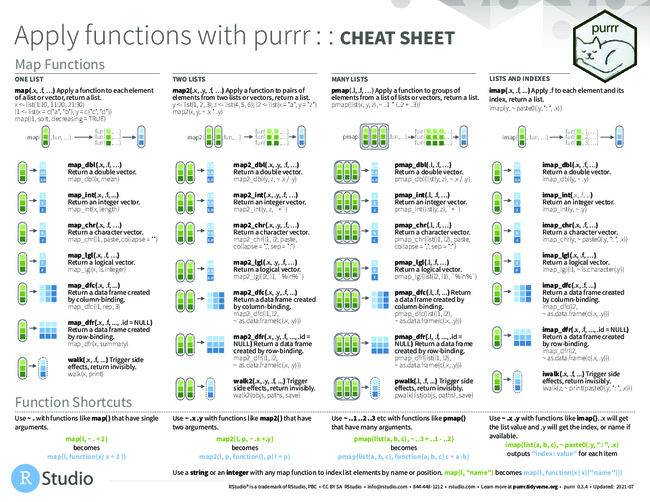 Apply functions with purrr : : CHEAT SHEET
purrr
Map Functions
ONE LIST
map(.x, .f, …) Apply a function to each element
of a list or vector, return a list.
x <- list(1:10, 11:20, 21:30)
l1 <- list(x = c("a", "b"), y = c("c", "d"))
map(l1, sort, decreasing = TRUE)
map( , fun, …)
fun( , …)
fun( , …)
fun( , …)
map_dbl(.x, .f, …)
Return a double vector.
map_dbl(x, mean)
map_int(.x, .f, …)
Return an integer vector.
map_int(x, length)
map_chr(.x, .f, …)
Return a character vector.
map_chr(l1, paste, collapse = "")
map_lgl(.x, .f, …)
Return a logical vector.
map_lgl(x, is.integer)
map_dfc(.x, .f, …)
Return a data frame created
by column-binding.
map_dfc(l1, rep, 3)
map_dfr(.x, .f, …, .id = NULL)
Return a data frame created
by row-binding.
map_dfr(x, summary)
walk(.x, .f, …) Trigger side
effects, return invisibly.
walk(x, print)
TWO LISTS
map2(.x, .y, .f, …) Apply a function to pairs of
elements from two lists or vectors, return a list.
y <- list(1, 2, 3); z <- list(4, 5, 6); l2 <- list(x = "a", y = "z")
map2(x, y, ~ .x * .y)
map2( , fun, …)
fun( , , …)
fun( , , …)
fun( , , …)
map2_dbl(.x, .y, .f, …)
Return a double vector.
map2_dbl(y, z, ~ .x / .y)
map2_int(.x, .y, .f, …)
Return an integer vector.
map2_int(y, z, `+`)
map2_chr(.x, .y, .f, …)
Return a character vector.
map2_chr(l1, l2, paste,
collapse = ",", sep = ":")
map2_lgl(.x, .y, .f, …)
Return a logical vector.
map2_lgl(l2, l1, `%in%`)
map2_dfc(.x, .y, .f, …)
Return a data frame created
by column-binding.
map2_dfc(l1, l2,
~ as.data.frame(c(.x, .y)))
map2_dfr(.x, .y, .f, …, .id =
NULL) Return a data frame
created by row-binding.
map2_dfr(l1, l2,
~ as.data.frame(c(.x, .y)))
walk2(.x, .y, .f, …) Trigger
side effects, return invisibly.
walk2(objs, paths, save)
MANY LISTS
pmap(.l, .f, …) Apply a function to groups of
elements from a list of lists or vectors, return a list.
pmap(list(x, y, z), ~ ..1 * (..2 + ..3))
pmap( , fun, …)
fun( , …)
fun( , …)
fun( , …)
pmap_dbl(.l, .f, …)
Return a double vector.
pmap_dbl(list(y, z), ~ .x / .y)
pmap_int(.l, .f, …)
Return an integer vector.
pmap_int(list(y, z), `+`)
pmap_chr(.l, .f, …)
Return a character vector.
pmap_chr(list(l1, l2), paste,
collapse = ",", sep = ":")
pmap_lgl(.l, .f, …)
Return a logical vector.
pmap_lgl(list(l2, l1), `%in%`)
pmap_dfc(.l, .f, …) Return
a data frame created by
column-binding.
pmap_dfc(list(l1, l2),
~ as.data.frame(c(.x, .y)))
pmap_dfr(.l, .f, …, .id =
NULL) Return a data frame
created by row-binding.
pmap_dfr(list(l1, l2),
~ as.data.frame(c(.x, .y)))
pwalk(.l, .f, …) Trigger side
effects, return invisibly.
pwalk(list(objs, paths), save)
LISTS AND INDEXES
imap(.x, .f, …) Apply .f to each element and its
index, return a list.
imap(y, ~ paste0(.y, ": ", .x))
imap( , fun, …)
fun( , , …)
fun( , , …)
fun( , , …)
imap_dbl(.x, .f, …)
Return a double vector.
imap_dbl(y, ~ .y)
imap_int(.x, .f, …)
Return an integer vector.
imap_int(y, ~ .y)
imap_chr(.x, .f, …)
Return a character vector.
imap_chr(y, ~ paste0(.y, ": ", .x))
imap_lgl(.x, .f, …)
Return a logical vector.
imap_lgl(l1, ~ is.character(.y))
imap_dfc(.x, .f, …)
Return a data frame created
by column-binding.
imap_dfc(l2,
~ as.data.frame(c(.x, .y)))
imap_dfr(.x, .f, …, .id = NULL)
Return a data frame created
by row-binding.
imap_dfr(l2,
~ as.data.frame(c(.x, .y)))
iwalk(.x, .f, …) Trigger side
effects, return invisibly.
iwalk(z, ~ print(paste0(.y, ": ", .x)))
Function Shortcuts
Use ~ . with functions like map() that have single
arguments.
map(l, ~ . + 2)
becomes
map(l, function(x) x + 2 ))
Use ~ .x .y with functions like map2() that have
two arguments.
map2(l, p, ~ .x + .y)
becomes
map2(l, p, function(l, p) l + p)
Use ~ ..1 ..2 ..3 etc with functions like pmap()
that have many arguments.
pmap(list(a, b, c), ~ ..3 + ..1 - ..2)
becomes
pmap(list(a, b, c), function(a, b, c) c + a - b)
Use ~ .x .y with functions like imap(). .x will get
the list value and .y will get the index, or name if
available.
imap(list(a, b, c), ~ paste0(.y, ": ", .x)
outputs "index: value" for each item
Use a string or an integer with any map function to index list elements by name or position. map(l, "name") becomes map(l, function(x) x[["name"]])
R Studio
RStudio® is a trademark of RStudio, PBC • CC BY SA RStudio • info@rstudio.com • 844-448-1212 • rstudio.com • Learn more at purrr.tidyverse.org • purrr 0.3.4 • Updated: 2021-07